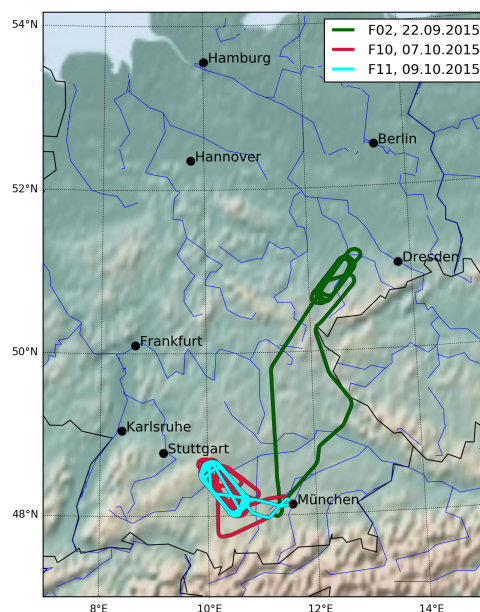 54°N
F02, 22.09.2015
F10, 07.10.2015
F11, 09.10.2015
Hamburg
Berlin
Hannover
52°N
Dresden
Frankfurt
50°N
Karlsruhe
Stuttgart
München
48°N
8°E 10°E 12°E 14°E